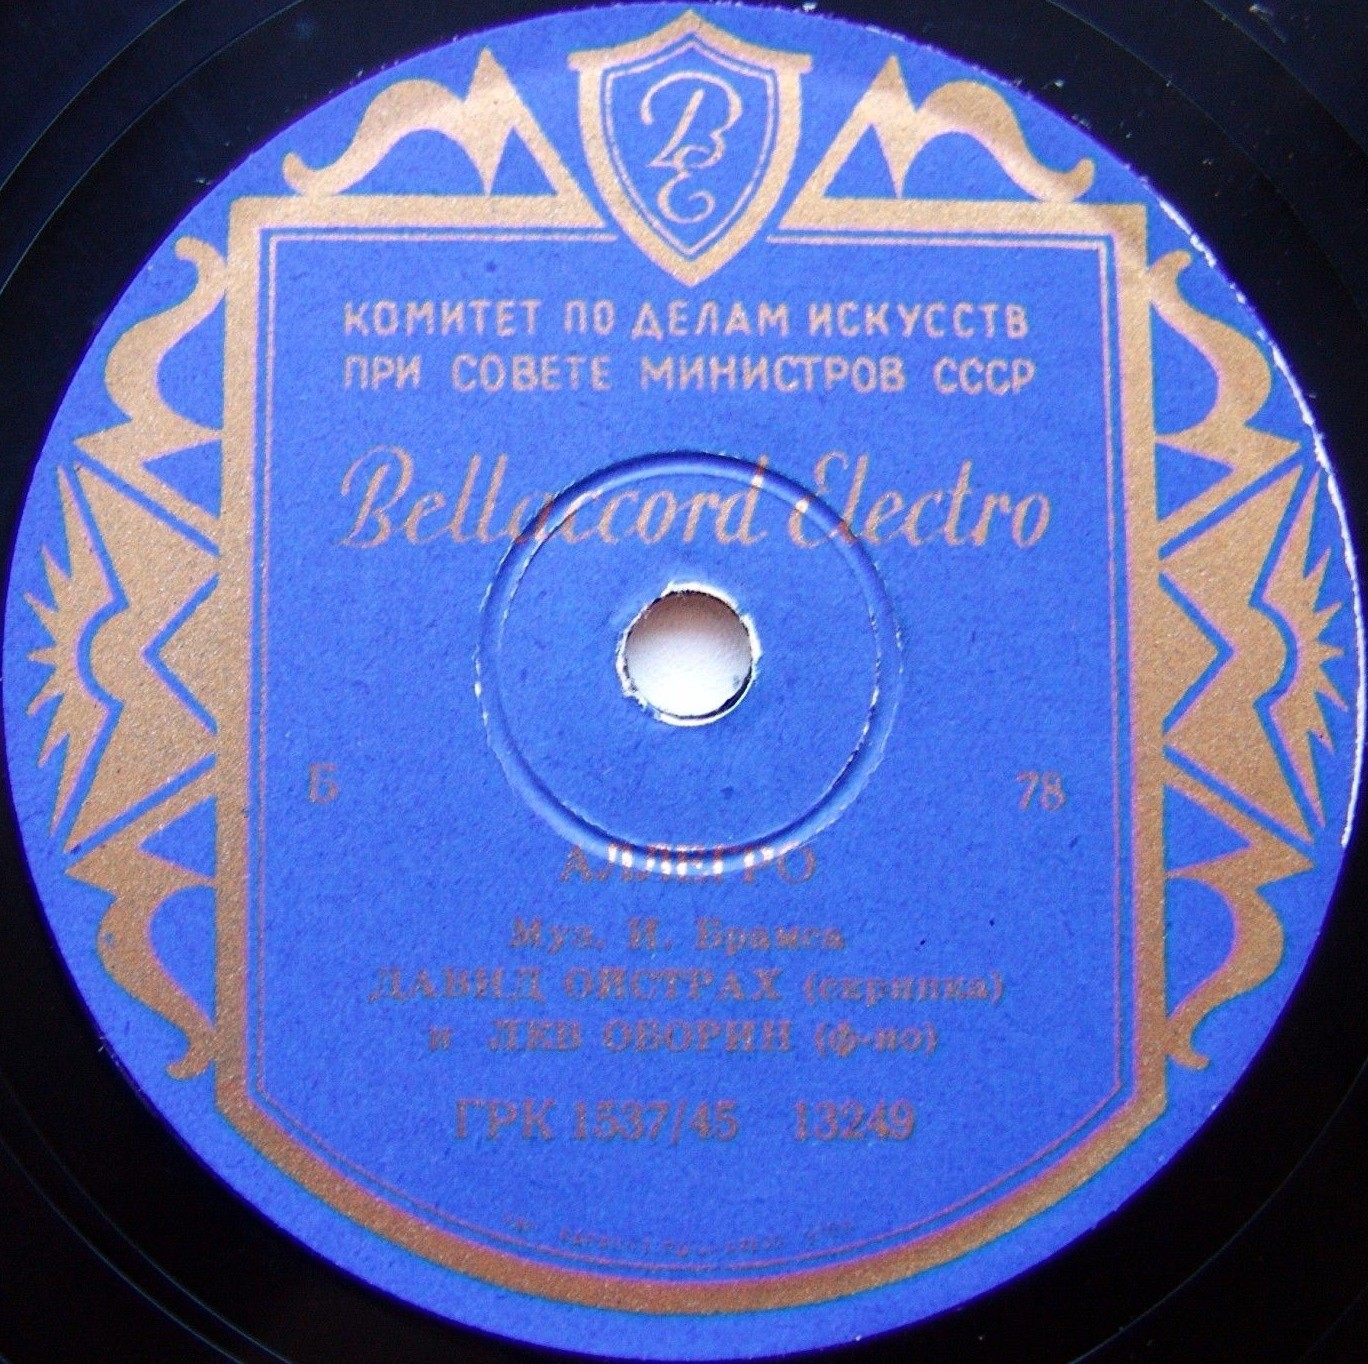 ВЕ
КОМИТЕТ ПО ДЕЛАМ ИСКУССТВ
ПРИ СОВЕТЕ МИНИСТРОВ СССР
Bellaccord Electro
Б 78
АЛЛЕГРО
Муз. И. Брамса
ДАВИД ОЙСТРАХ (скрипка)
и ЛЕВ ОБОРИН (ф-но)
ГРК 1537/45 13249